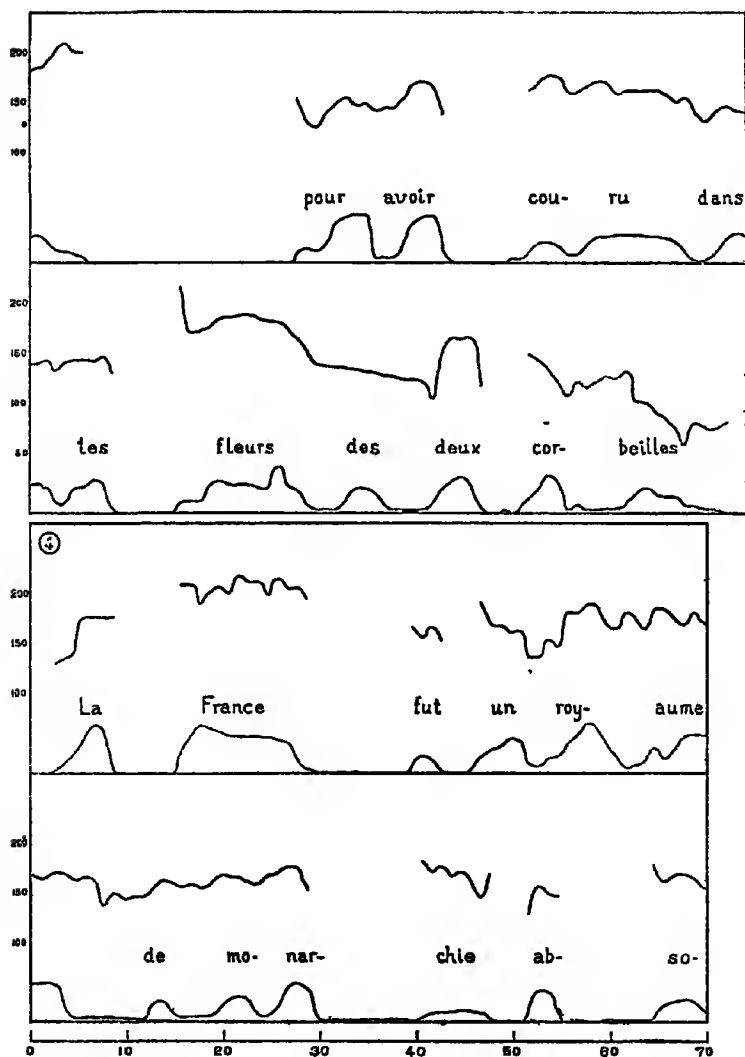 200
150
100
pour avoir cou- ru dans
200
150
100
50
les fleurs des deux cor- beilles
④
200
150
100
La France fut un roy- aume
200
150
100
de mo- nar- chie ab- so-
0 10 20 30 40 50 60 70